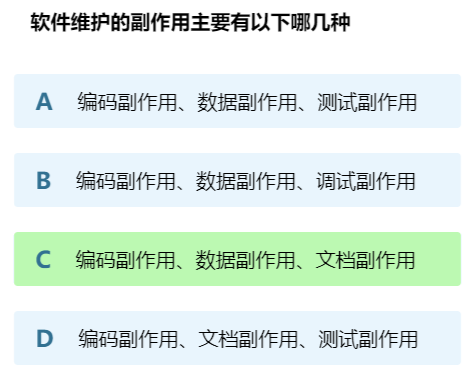 软件维护的副作用主要有以下哪几种
A 编码副作用、数据副作用、测试副作用
B 编码副作用、数据副作用、调试副作用
C 编码副作用、数据副作用、文档副作用
D 编码副作用、文档副作用、测试副作用